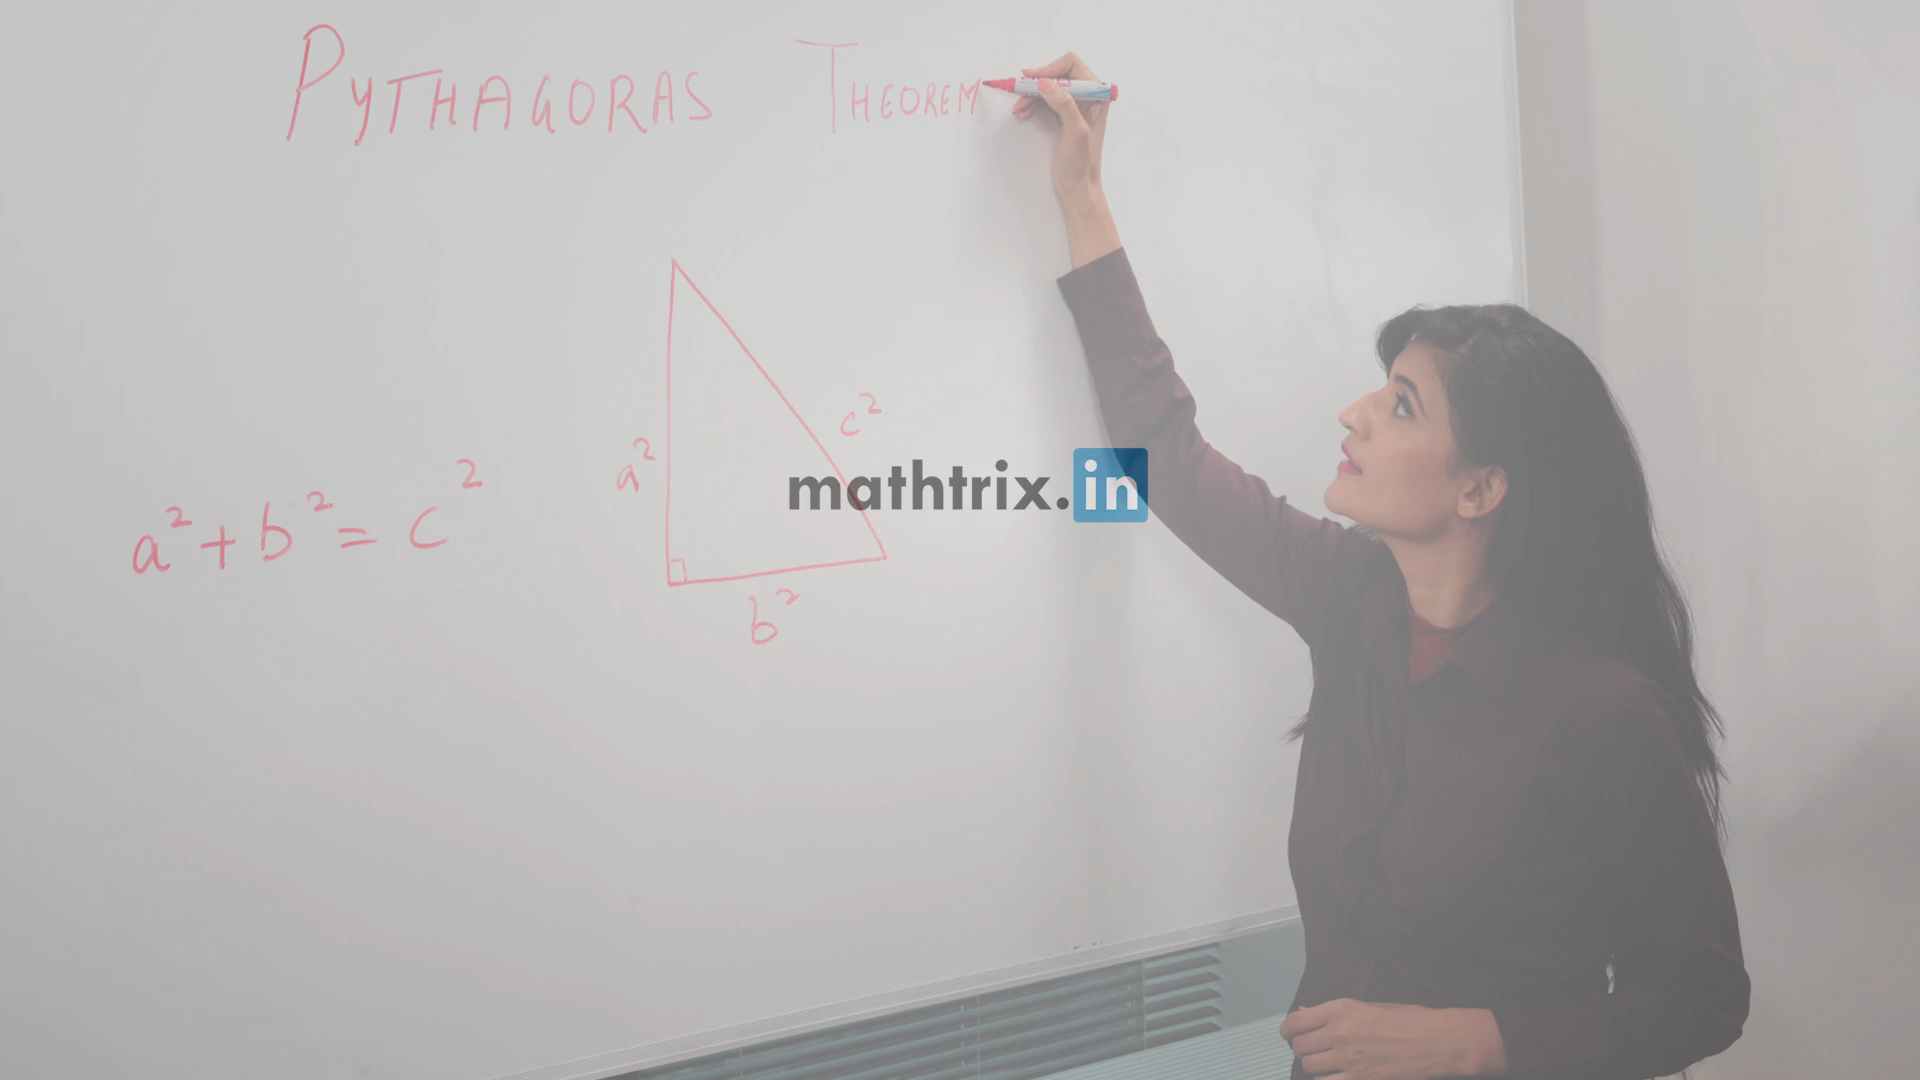 PYTHAGORAS THEOREM
c²
a²
mathtrix.in
a² + b² = c²
b²